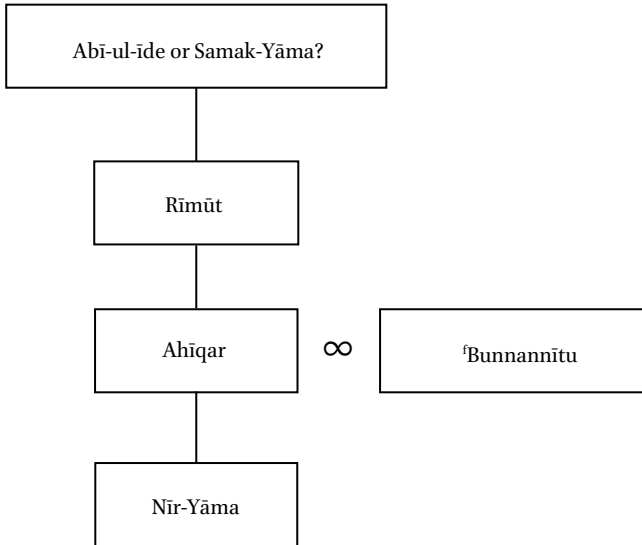 Abī-ul-īde or Samak-Yāma?
Rīmūt
Ahīqar ∞ ᶠBunnannītu
Nīr-Yāma